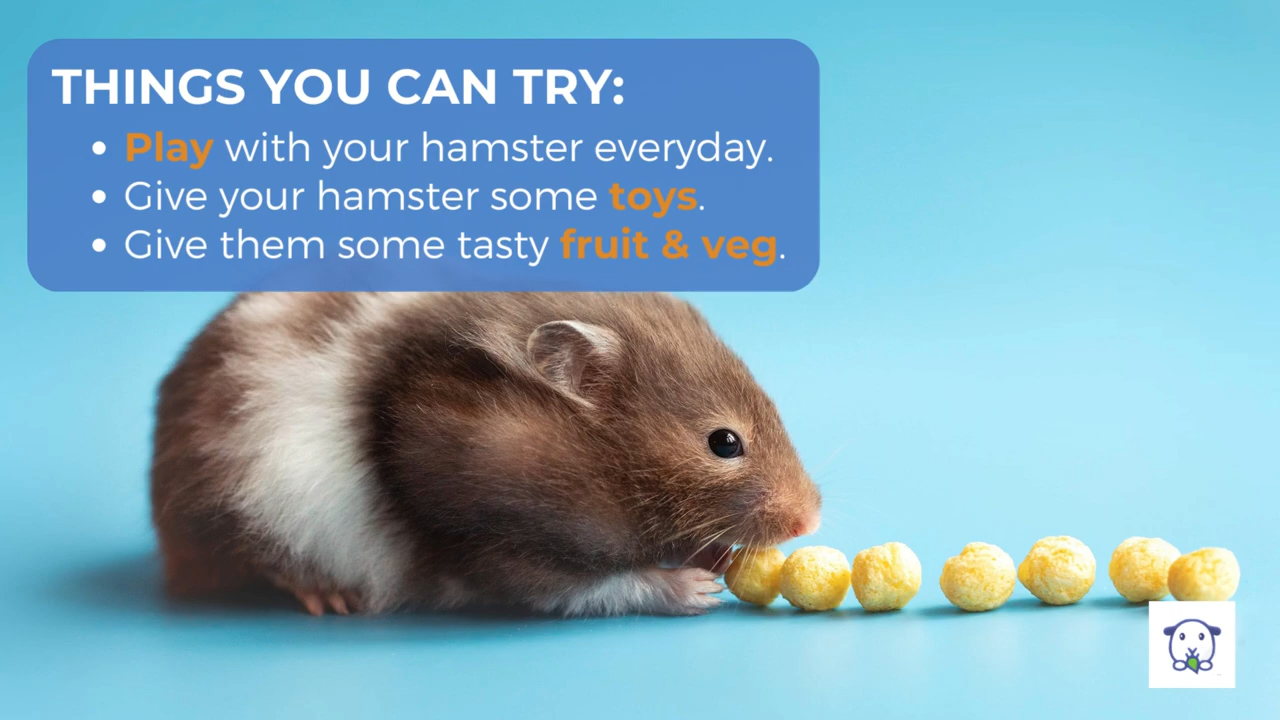 THINGS YOU CAN TRY:
• Play with your hamster everyday.
• Give your hamster some toys.
• Give them some tasty fruit & veg.